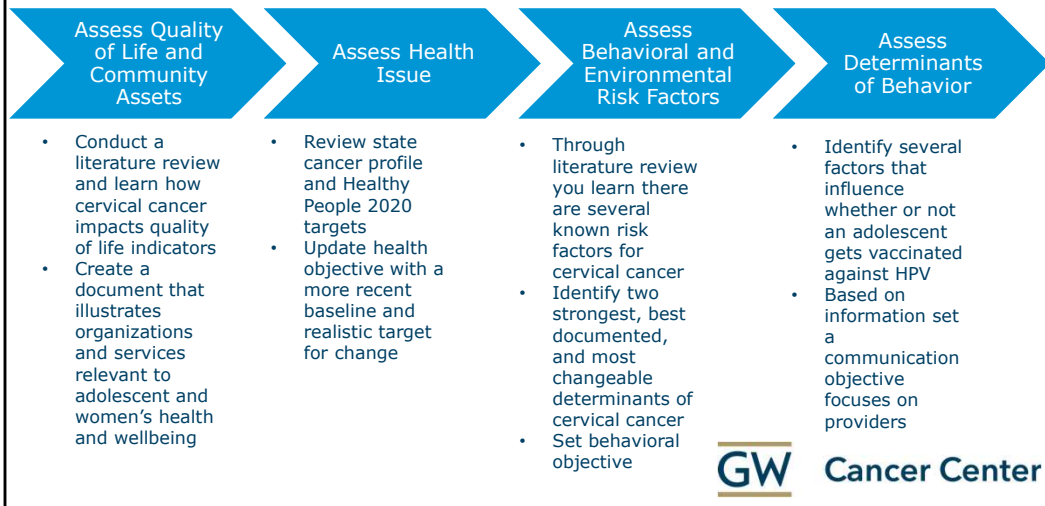 Assess Quality
of Life and
Community
Assets
Assess Health
Issue
Assess
Behavioral and
Environmental
Risk Factors
Assess
Determinants
of Behavior
• Conduct a
literature review
and learn how
cervical cancer
impacts quality
of life indicators
• Create a
document that
illustrates
organizations
and services
relevant to
adolescent and
women’s health
and wellbeing
• Review state
cancer profile
and Healthy
People 2020
targets
• Update health
objective with a
more recent
baseline and
realistic target
for change
• Through
literature review
you learn there
are several
known risk
factors for
cervical cancer
• Identify two
strongest, best
documented,
and most
changeable
determinants of
cervical cancer
• Set behavioral
objective
• Identify several
factors that
influence
whether or not
an adolescent
gets vaccinated
against HPV
• Based on
information set
a
communication
objective
focuses on
providers
GW Cancer Center